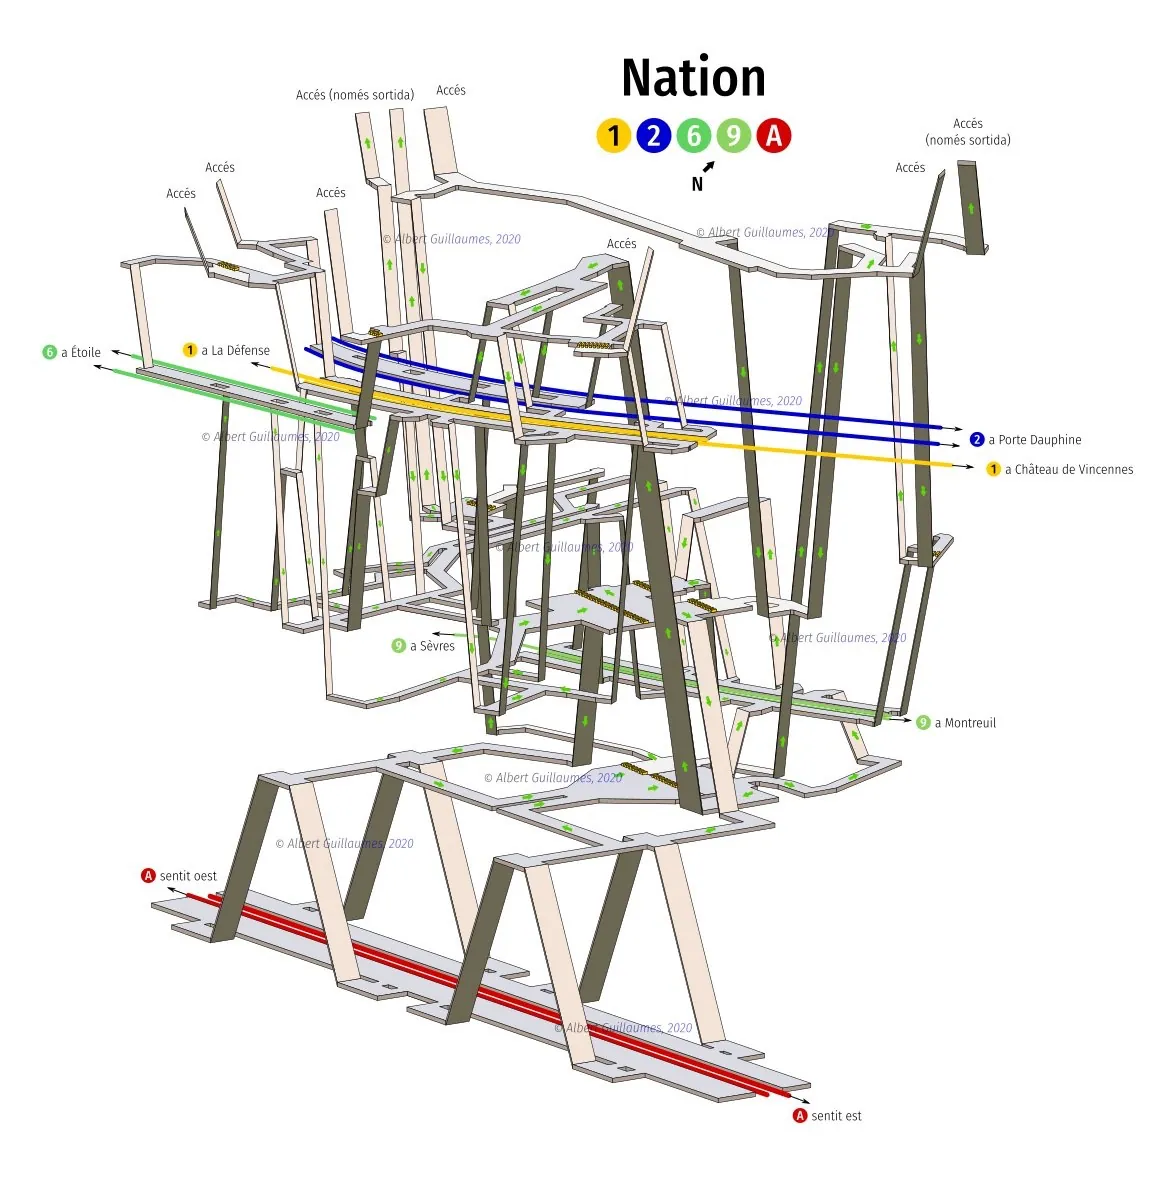 Nation
1 2 6 9 A
N
Accés (només sortida)
Accés
Accés
(només sortida)
Accés
Accés
Accés
Accés
Accés
© Albert Guillaumes, 2020
© Albert Guillaumes, 2020
6 a Étoile
1 a La Défense
© Albert Guillaumes, 2020
© Albert Guillaumes, 2020
2 a Porte Dauphine
1 a Château de Vincennes
© Albert Guillaumes, 2020
© Albert Guillaumes, 2020
9 a Sèvres
9 a Montreuil
© Albert Guillaumes, 2020
© Albert Guillaumes, 2020
A sentit oest
© Albert Guillaumes, 2020
A sentit est